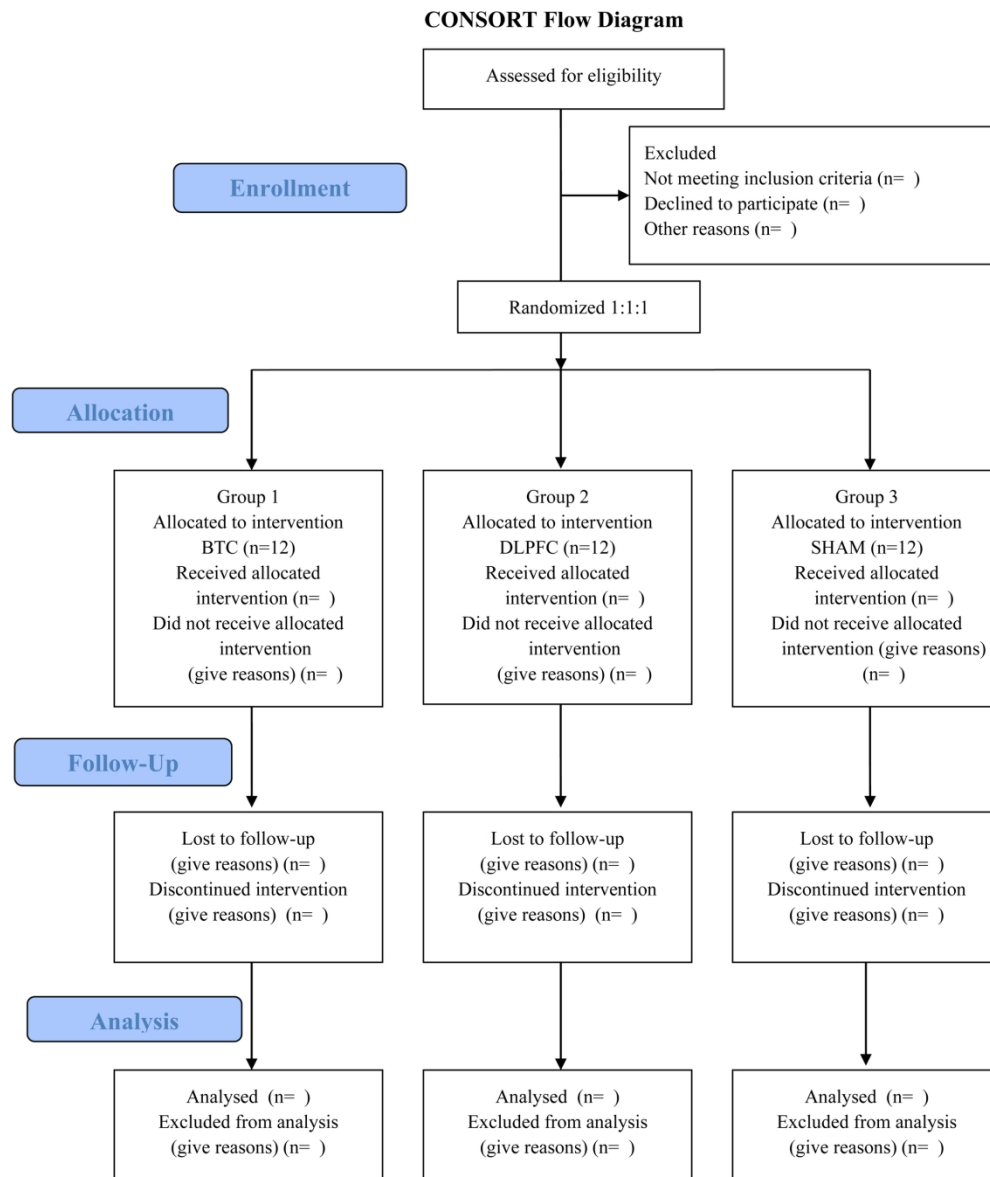 CONSORT Flow Diagram
Assessed for eligibility
Enrollment
Excluded
Not meeting inclusion criteria (n=  )
Declined to participate (n=  )
Other reasons (n=  )
Randomized 1:1:1
Allocation
Group 1
Allocated to intervention
BTC (n=12)
Received allocated
intervention (n=  )
Did not receive allocated
intervention
(give reasons) (n=  )
Group 2
Allocated to intervention
DLPFC (n=12)
Received allocated
intervention (n=  )
Did not receive allocated
intervention
(give reasons) (n=  )
Group 3
Allocated to intervention
SHAM (n=12)
Received allocated
intervention (n=  )
Did not receive allocated
intervention (give reasons)
(n=  )
Follow-Up
Lost to follow-up
(give reasons) (n=  )
Discontinued intervention
(give reasons)  (n=  )
Lost to follow-up
(give reasons) (n=  )
Discontinued intervention
(give reasons)  (n=  )
Lost to follow-up
(give reasons) (n=  )
Discontinued intervention
(give reasons) (n=  )
Analysis
Analysed  (n=  )
Excluded from analysis
(give reasons) (n=  )
Analysed  (n=  )
Excluded from analysis
(give reasons) (n=  )
Analysed  (n=  )
Excluded from analysis
(give reasons) (n=  )